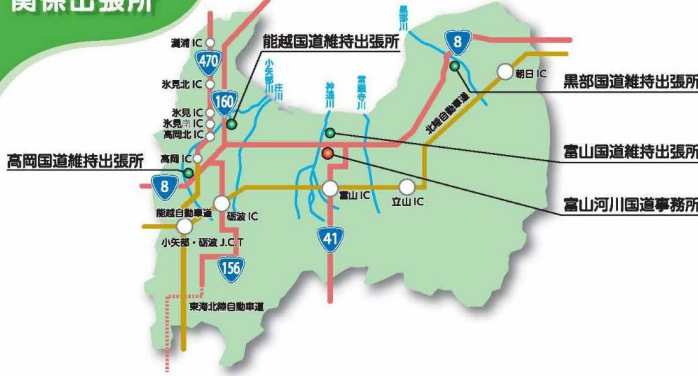 関係出張所
能越国道維持出張所
黒部川
8
灘浦 IC
470
小矢部川
庄川
神通川
常願寺川
朝日 IC
黒部国道維持出張所
氷見北 IC
160
北陸自動車道
氷見 IC
氷見南 IC
高岡北 IC
富山国道維持出張所
高岡国道維持出張所
高岡 IC
8
富山 IC
立山 IC
富山河川国道事務所
能越自動車道
砺波 IC
小矢部・砺波 J.C.T
41
156
東海北陸自動車道